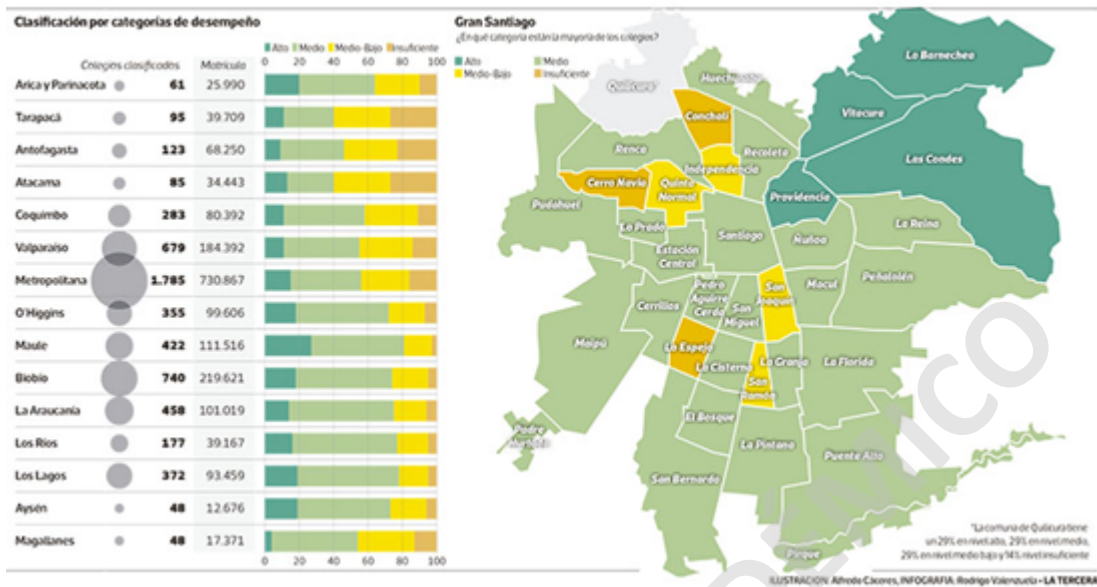 Clasificación por categorías de desempeño
Alto Medio Medio-Bajo Insuficiente
Colegios clasificados Matrícula
Arica y Parinacota 61 25.990
Tarapacá 95 39.709
Antofagasta 123 68.250
Atacama 85 34.443
Coquimbo 283 80.392
Valparaíso 679 184.392
Metropolitana 1.785 730.867
O'Higgins 355 99.606
Maule 422 111.516
Biobío 740 219.621
La Araucanía 458 101.019
Los Ríos 177 39.167
Los Lagos 372 93.459
Aysén 48 12.676
Magallanes 48 17.371
0 20 40 60 80 100
0 20 40 60 80 100
Gran Santiago
¿En qué categoría están la mayoría de los colegios?
Alto Medio
Medio-Bajo Insuficiente
Lo Barnechea
Huechuraba
Quilicura*
Vitacura
Conchalí
Las Condes
Renca
Recoleta
Independencia
Cerro Navia
Quinta
Normal
Providencia
Pudahuel
La Reina
Lo Prado
Santiago
Ñuñoa
Estación
Central
Peñalolén
Pedro
Aguirre
Cerda
San
Joaquín
Macul
Cerrillos
San
Miguel
Maipú
Lo Espejo
La Cisterna
La Granja
La Florida
San
Ramón
El Bosque
Padre
Hurtado
La Pintana
Puente Alto
San Bernardo
Pirque
*La comuna de Quilicura tiene
un 29% en nivel alto, 29% en nivel medio,
29% en nivel medio bajo y 14% nivel insuficiente
ILUSTRACIÓN: Alfredo Cáceres, INFOGRAFÍA: Rodrigo Valenzuela - LA TERCERA